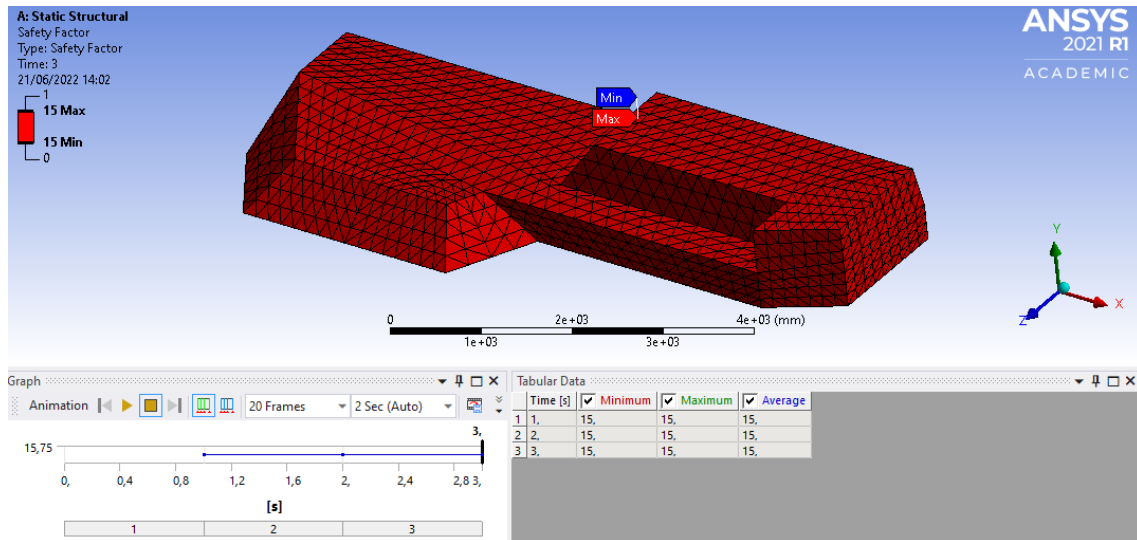 A: Static Structural
Safety Factor
Type: Safety Factor
Time: 3
21/06/2022 14:02
1
15 Max
15 Min
0
ANSYS
2021 R1
ACADEMIC
Min
Max
Y
X
Z
0
2e+03
4e+03 (mm)
1e+03
3e+03
Graph
Animation
20 Frames
2 Sec (Auto)
3,
15,75
0, 0,4 0,8 1,2 1,6 2, 2,4 2,8 3,
[s]
1 2 3
Tabular Data
Time [s] Minimum Maximum Average
1 1, 15, 15, 15,
2 2, 15, 15, 15,
3 3, 15, 15, 15,